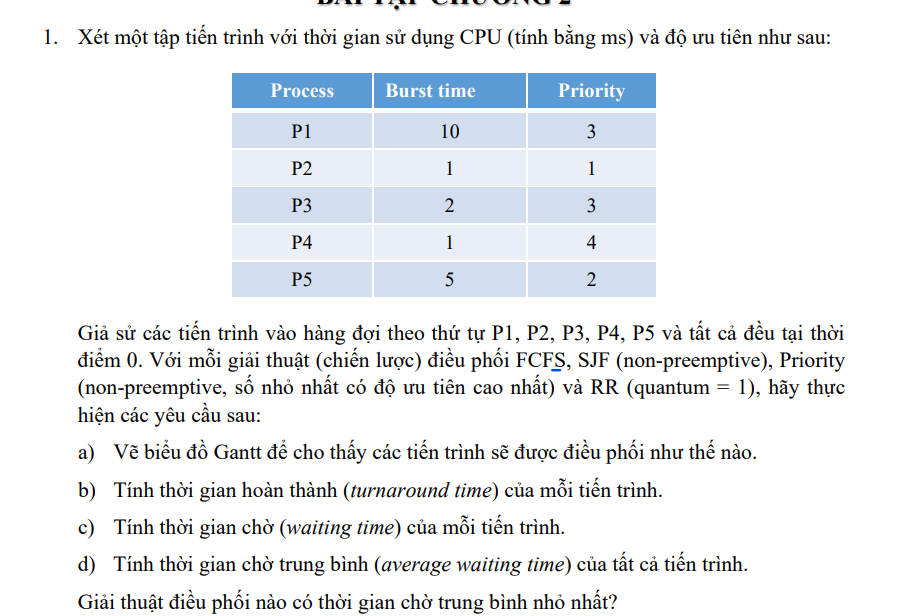 BÀI TẬP CHƯƠNG 2
1. Xét một tập tiến trình với thời gian sử dụng CPU (tính bằng ms) và độ ưu tiên như sau:
Process Burst time Priority
P1 10 3
P2 1 1
P3 2 3
P4 1 4
P5 5 2
Giả sử các tiến trình vào hàng đợi theo thứ tự P1, P2, P3, P4, P5 và tất cả đều tại thời
điểm 0. Với mỗi giải thuật (chiến lược) điều phối FCFS, SJF (non-preemptive), Priority
(non-preemptive, số nhỏ nhất có độ ưu tiên cao nhất) và RR (quantum = 1), hãy thực
hiện các yêu cầu sau:
a) Vẽ biểu đồ Gantt để cho thấy các tiến trình sẽ được điều phối như thế nào.
b) Tính thời gian hoàn thành (turnaround time) của mỗi tiến trình.
c) Tính thời gian chờ (waiting time) của mỗi tiến trình.
d) Tính thời gian chờ trung bình (average waiting time) của tất cả tiến trình.
Giải thuật điều phối nào có thời gian chờ trung bình nhỏ nhất?